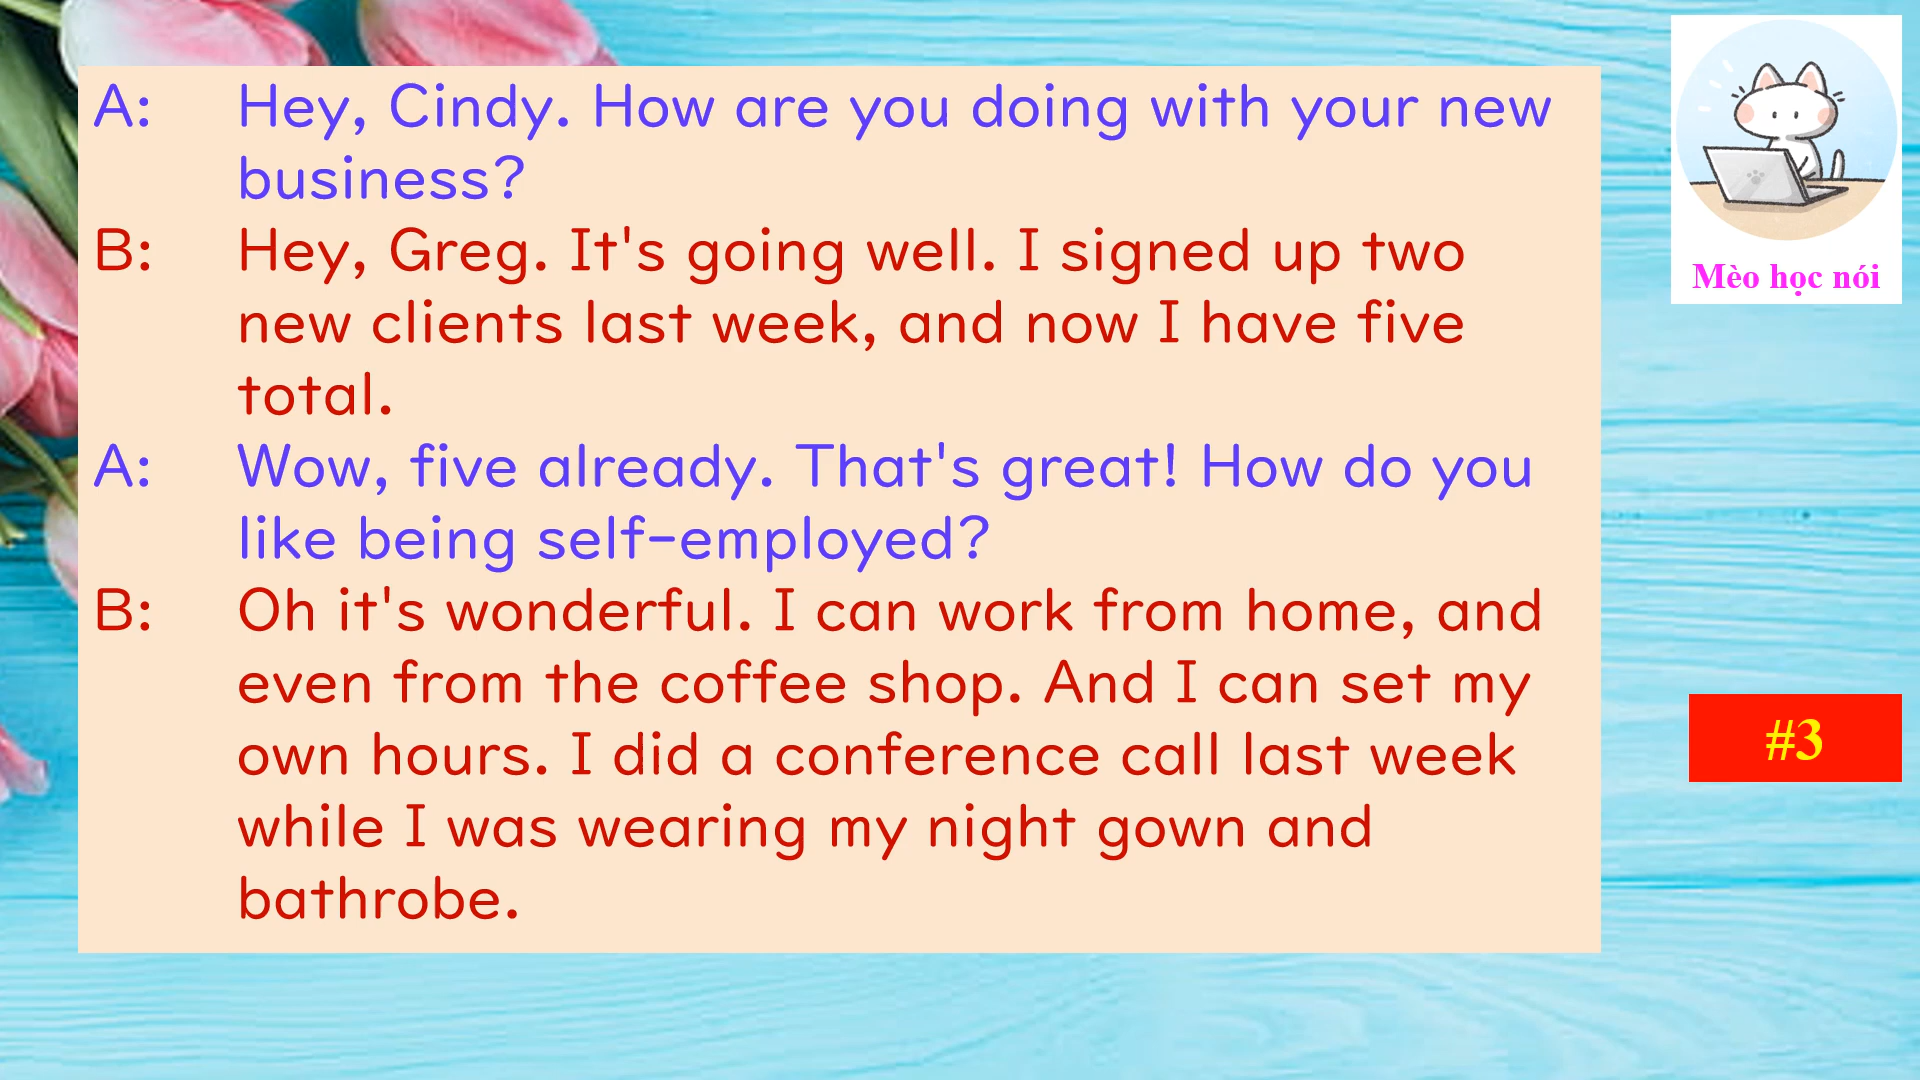 A: Hey, Cindy. How are you doing with your new
business?
B: Hey, Greg. It's going well. I signed up two
new clients last week, and now I have five
total.
A: Wow, five already. That's great! How do you
like being self-employed?
B: Oh it's wonderful. I can work from home, and
even from the coffee shop. And I can set my
own hours. I did a conference call last week
while I was wearing my night gown and
bathrobe.
Mèo học nói
#3